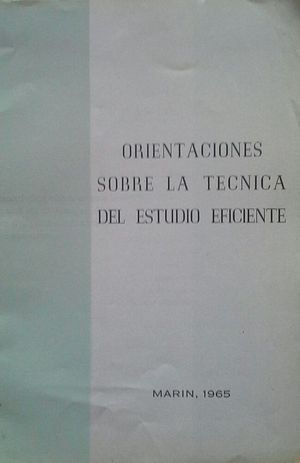 ORIENTACIONES
SOBRE LA TECNICA
DEL ESTUDIO EFICIENTE
MARIN, 1965